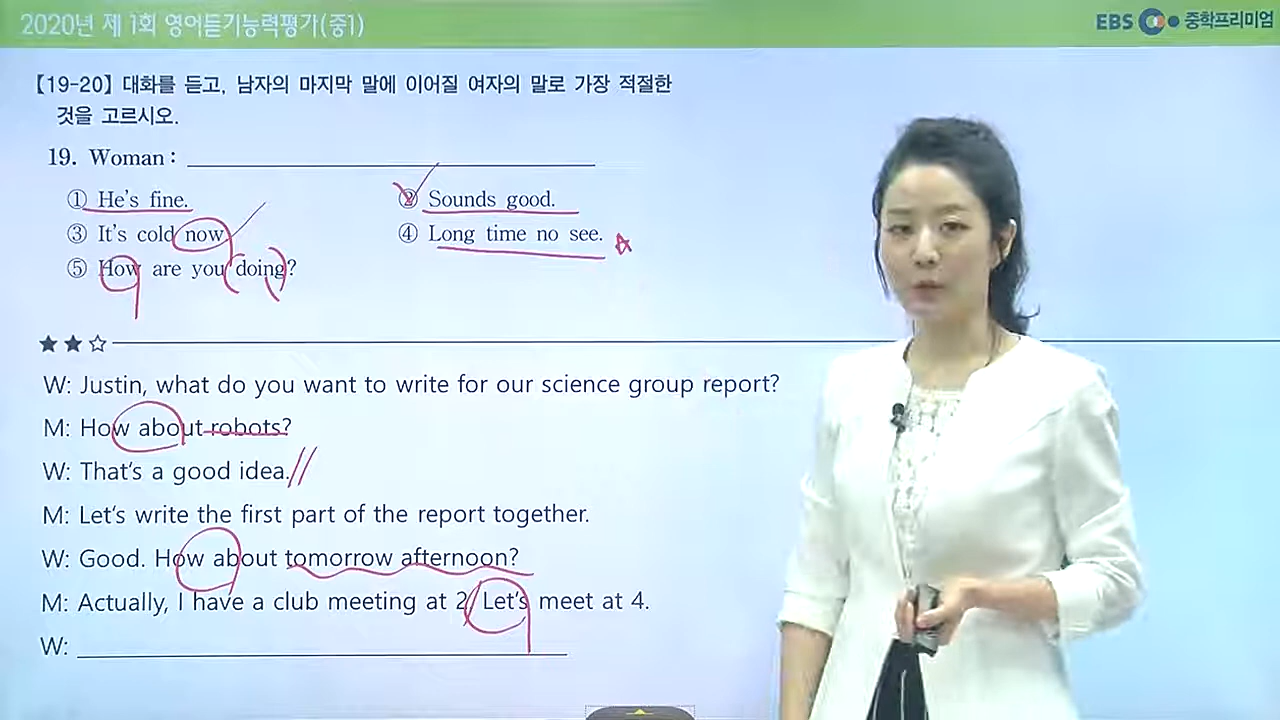 2020년 제 1회 영어듣기능력평가(중1)
EBS 중학프리미엄
【19-20】 대화를 듣고, 남자의 마지막 말에 이어질 여자의 말로 가장 적절한
것을 고르시오.
19. Woman : ____________________
① He's fine. ② Sounds good.
③ It's cold now. ④ Long time no see.
⑤ How are you doing?
★★☆
W: Justin, what do you want to write for our science group report?
M: How about robots?
W: That's a good idea.
M: Let's write the first part of the report together.
W: Good. How about tomorrow afternoon?
M: Actually, I have a club meeting at 2. Let's meet at 4.
W: ____________________